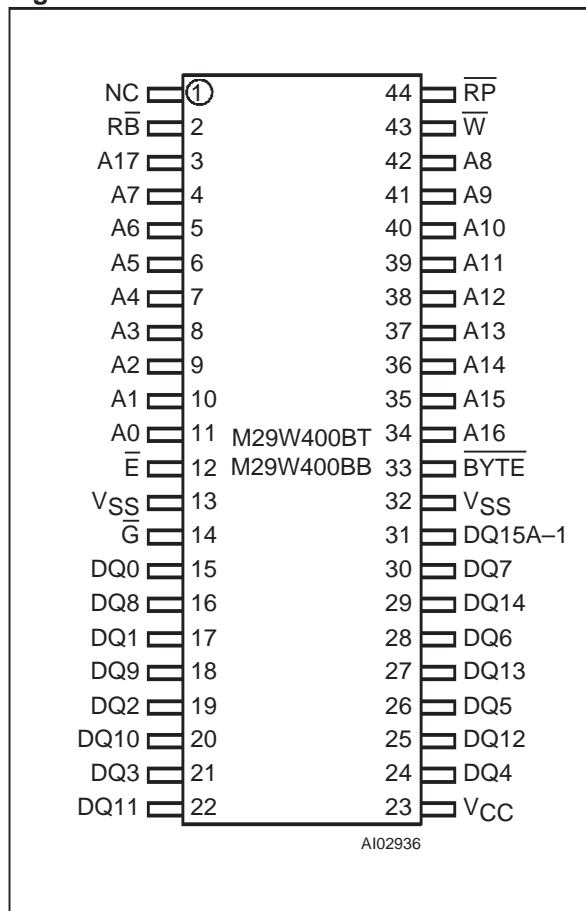 NC 1 44 R̅P̅
RB̅ 2 43 W̅
A17 3 42 A8
A7 4 41 A9
A6 5 40 A10
A5 6 39 A11
A4 7 38 A12
A3 8 37 A13
A2 9 36 A14
A1 10 35 A15
A0 11 M29W400BT 34 A16
E̅ 12 M29W400BB 33 B̅Y̅T̅E̅
VSS 13 32 VSS
G̅ 14 31 DQ15A–1
DQ0 15 30 DQ7
DQ8 16 29 DQ14
DQ1 17 28 DQ6
DQ9 18 27 DQ13
DQ2 19 26 DQ5
DQ10 20 25 DQ12
DQ3 21 24 DQ4
DQ11 22 23 VCC
AI02936